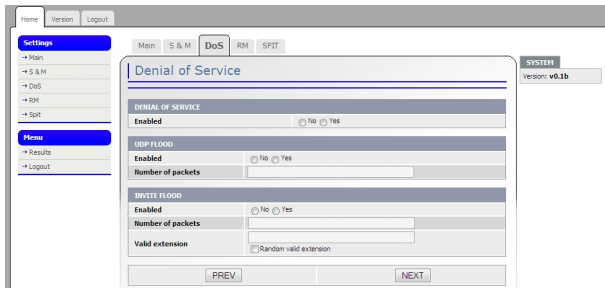 Home Version Logout
Settings
→ Main
→ S & M
→ DoS
→ RM
→ Spit
Menu
→ Results
→ Logout
Main S & M DoS RM SPIT
Denial of Service
DENIAL OF SERVICE
Enabled No Yes
UDP FLOOD
Enabled No Yes
Number of packets
INVITE FLOOD
Enabled No Yes
Number of packets
Valid extension
Random valid extension
PREV NEXT
SYSTEM
Version: v0.1b